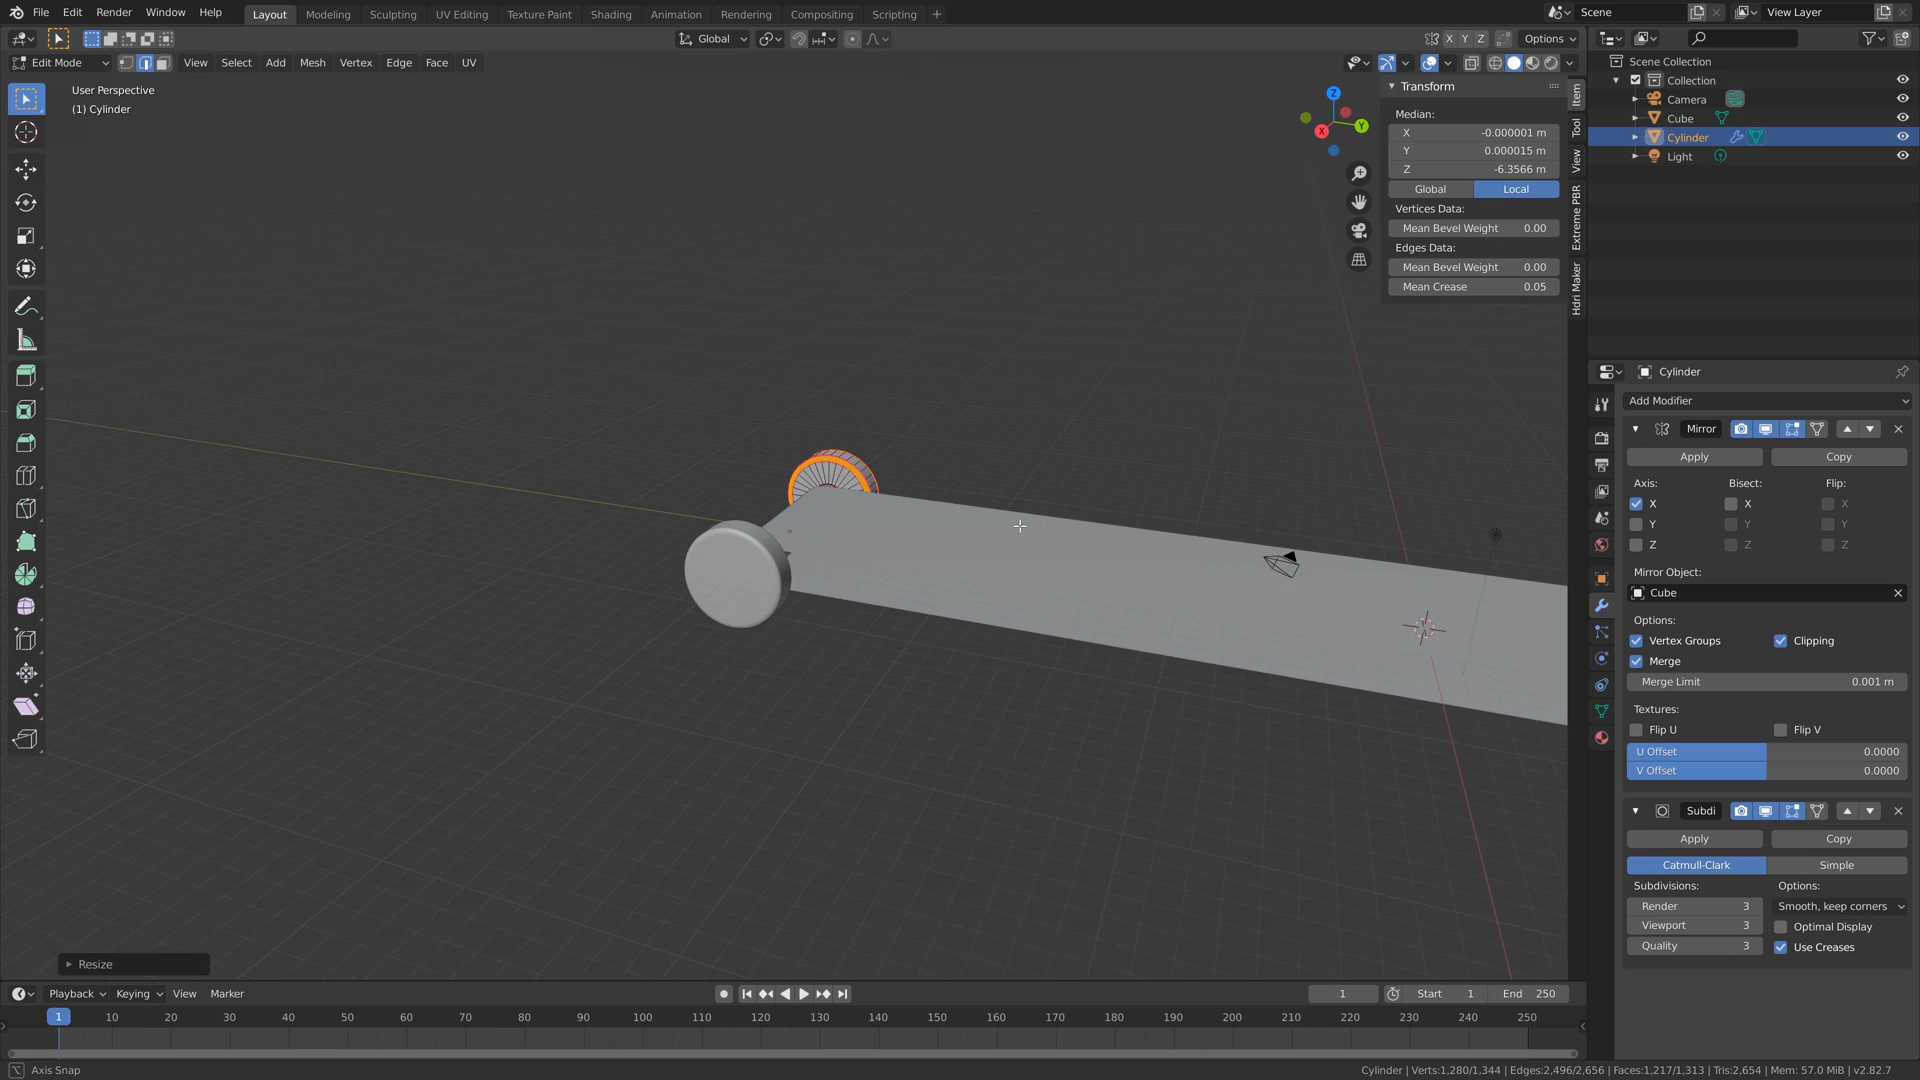 File Edit Render Window Help Layout Modeling Sculpting UV Editing Texture Paint Shading Animation Rendering Compositing Scripting + Scene View Layer
Global X Y Z Options
Edit Mode View Select Add Mesh Vertex Edge Face UV
User Perspective
(1) Cylinder
Z
X
Y
Transform
Median:
X -0.000001 m
Y 0.000015 m
Z -6.3566 m
Global Local
Vertices Data:
Mean Bevel Weight 0.00
Edges Data:
Mean Bevel Weight 0.00
Mean Crease 0.05
Item
Tool
View
Extreme PBR
Hdri Maker
Scene Collection
Collection
Camera
Cube
Cylinder
Light
Cylinder
Add Modifier
Mirror
Apply Copy
Axis: Bisect: Flip:
X X X
Y Y Y
Z Z Z
Mirror Object:
Cube
Options:
Vertex Groups Clipping
Merge
Merge Limit 0.001 m
Textures:
Flip U Flip V
U Offset 0.0000
V Offset 0.0000
Subdi
Apply Copy
Catmull-Clark Simple
Subdivisions: Options:
Render 3 Smooth, keep corners
Viewport 3 Optimal Display
Quality 3 Use Creases
Resize
Playback Keying View Marker 1 Start 1 End 250
1 10 20 30 40 50 60 70 80 90 100 110 120 130 140 150 160 170 180 190 200 210 220 230 240 250
Axis Snap Cylinder | Verts:1,280/1,344 | Edges:2,496/2,656 | Faces:1,217/1,313 | Tris:2,654 | Mem: 57.0 MiB | v2.82.7